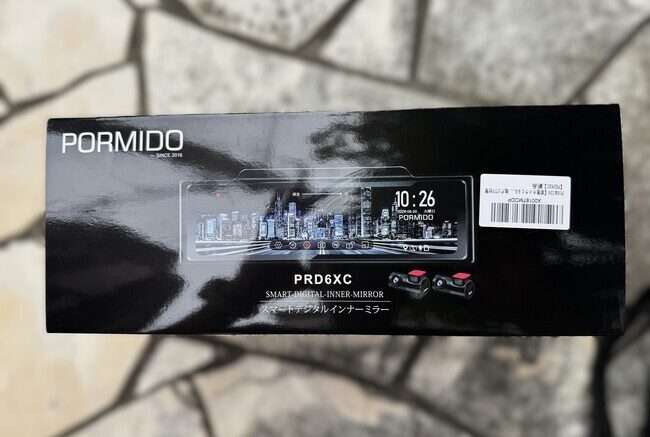 PORMIDO
SINCE 2016
10:26
PORMIDO
PRD6XC
SMART-DIGITAL-INNER-MIRROR
スマートデジタルインナーミラー